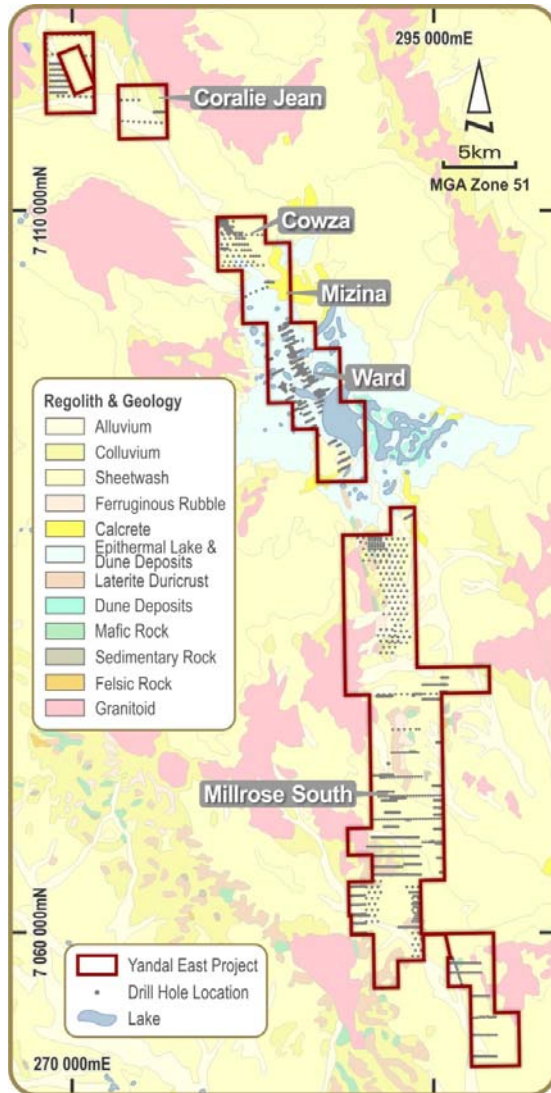 295 000mE
Coralie Jean
5km
MGA Zone 51
7 110 000mN
Cowza
Mizina
Ward
Regolith & Geology
Alluvium
Colluvium
Sheetwash
Ferruginous Rubble
Calcrete
Epithermal Lake &
Dune Deposits
Laterite Duricrust
Dune Deposits
Mafic Rock
Sedimentary Rock
Felsic Rock
Granitoid
Millrose South
7 060 000mN
Yandal East Project
Drill Hole Location
Lake
270 000mE